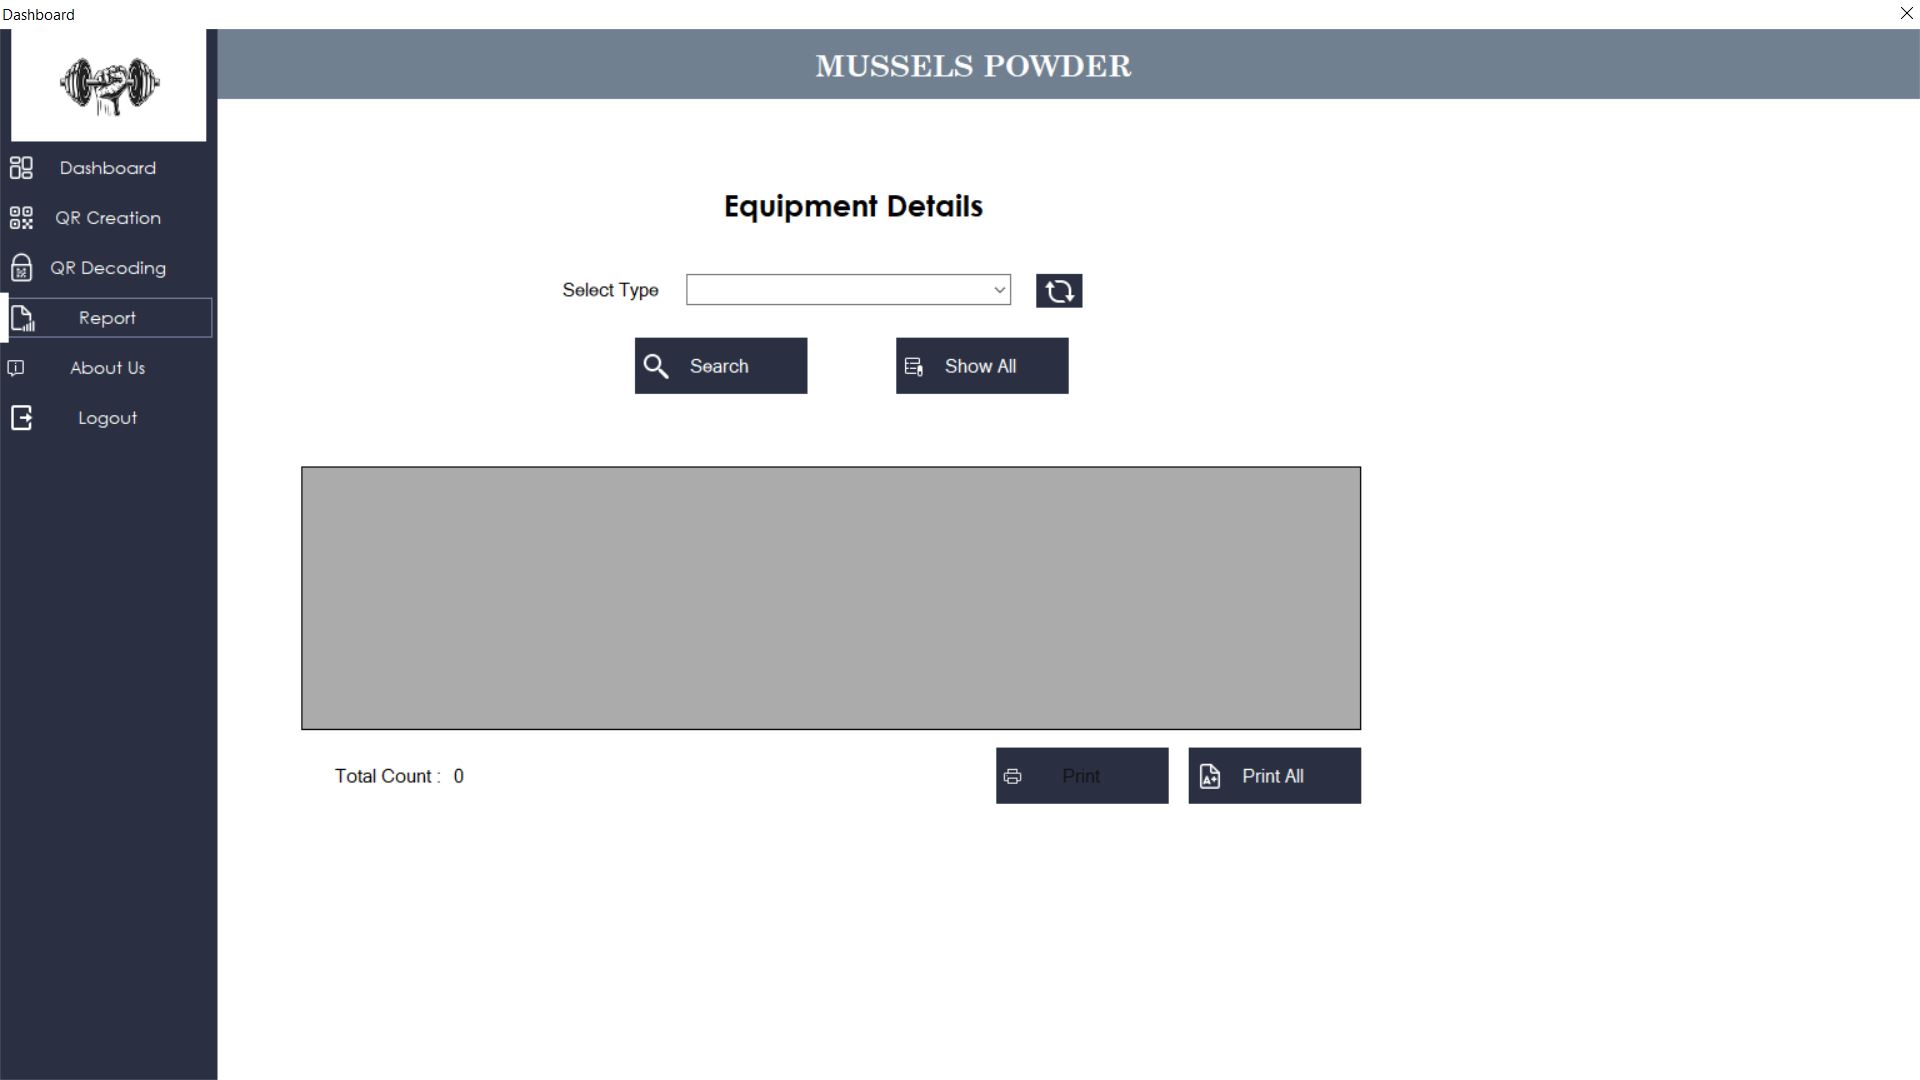 Dashboard
MUSSELS POWDER
Dashboard
QR Creation
QR Decoding
Report
About Us
Logout
Equipment Details
Select Type
Search
Show All
Total Count : 0
Print
Print All